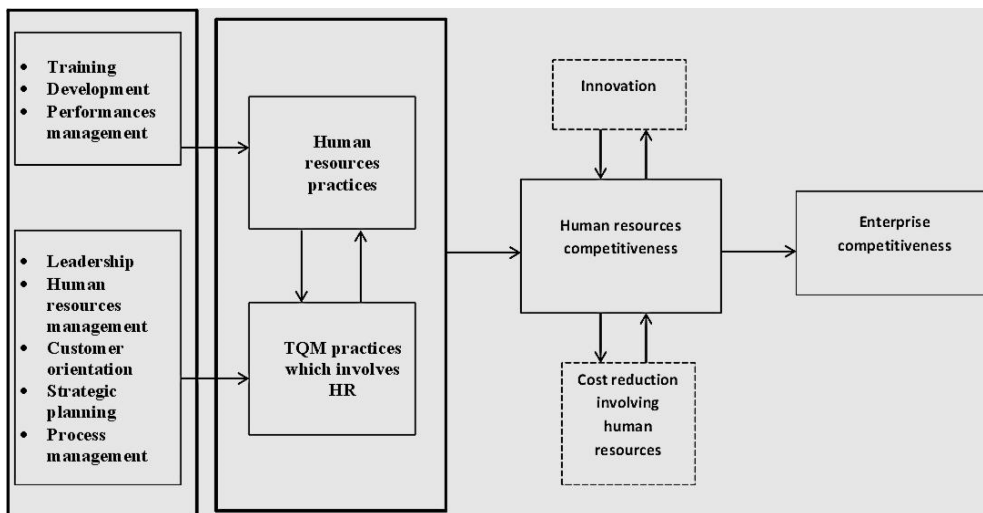 • Training
• Development
• Performances
management
• Leadership
• Human
resources
management
• Customer
orientation
• Strategic
planning
• Process
management
Human
resources
practices
TQM practices
which involves
HR
Innovation
Human resources
competitiveness
Cost reduction
involving
human
resources
Enterprise
competitiveness